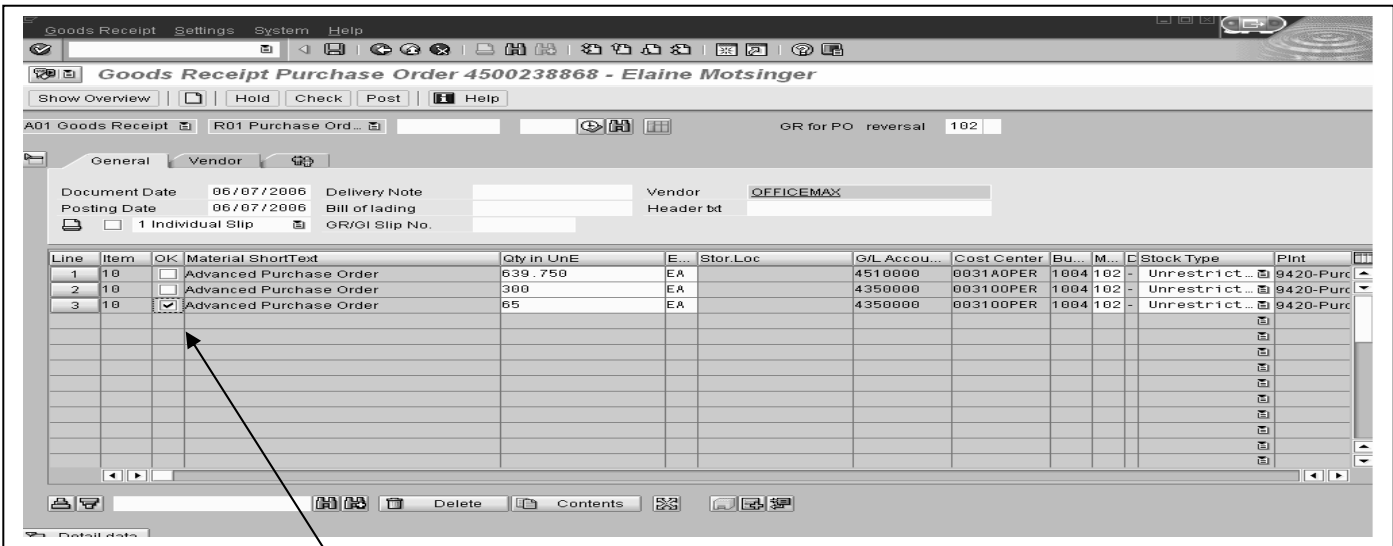 Goods Receipt Settings System Help
Goods Receipt Purchase Order 4500238868 - Elaine Motsinger
Show Overview Hold Check Post Help
A01 Goods Receipt R01 Purchase Ord… GR for PO reversal 102
General Vendor
Document Date 06/07/2006 Delivery Note Vendor OFFICEMAX
Posting Date 06/07/2006 Bill of lading Header txt
1 Individual Slip GR/GI Slip No.
Line Item OK Material ShortText Qty in UnE E... Stor.Loc G/L Accou... Cost Center Bu... M... D Stock Type Plnt
1 10 Advanced Purchase Order 639.750 EA 4510000 0031A0PER 1004 102 - Unrestrict… 9420-Purc
2 10 Advanced Purchase Order 300 EA 4350000 003100PER 1004 102 - Unrestrict… 9420-Purc
3 10 Advanced Purchase Order 65 EA 4350000 003100PER 1004 102 - Unrestrict… 9420-Purc
Delete Contents
Detail data